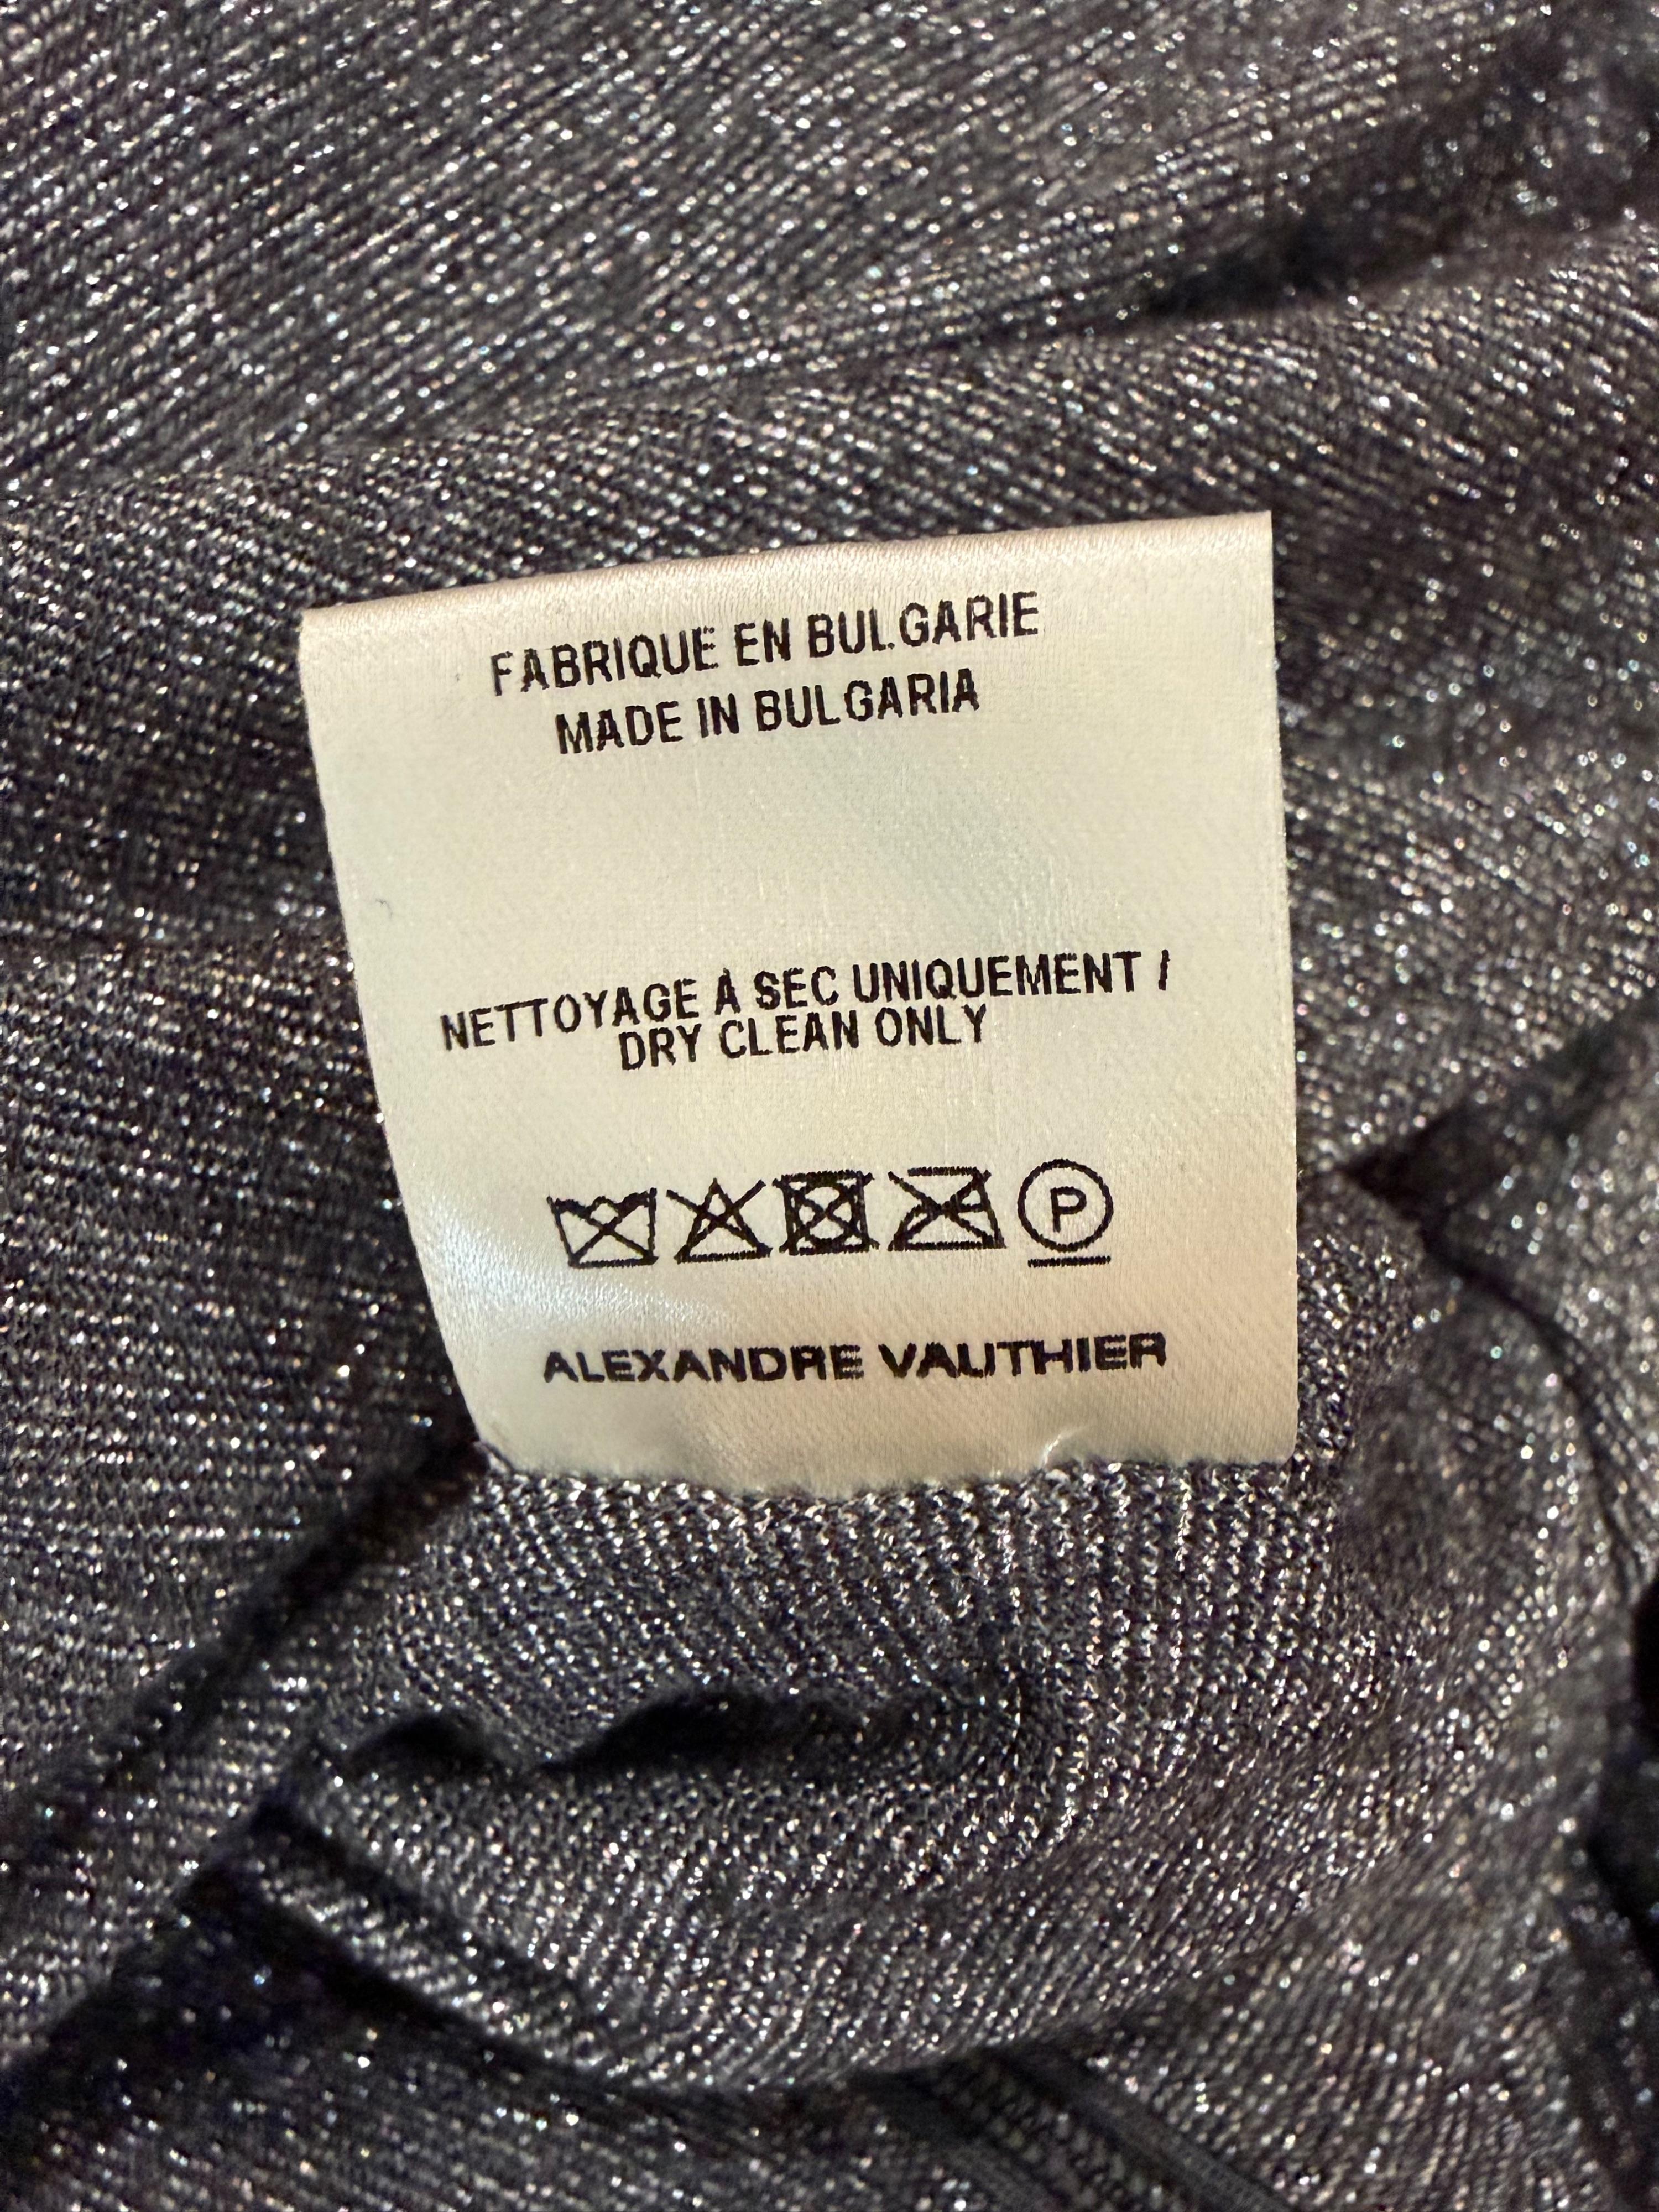 FABRIQUE EN BULGARIE
MADE IN BULGARIA
NETTOYAGE À SEC UNIQUEMENT /
DRY CLEAN ONLY
P
ALEXANDRE VAUTHIER